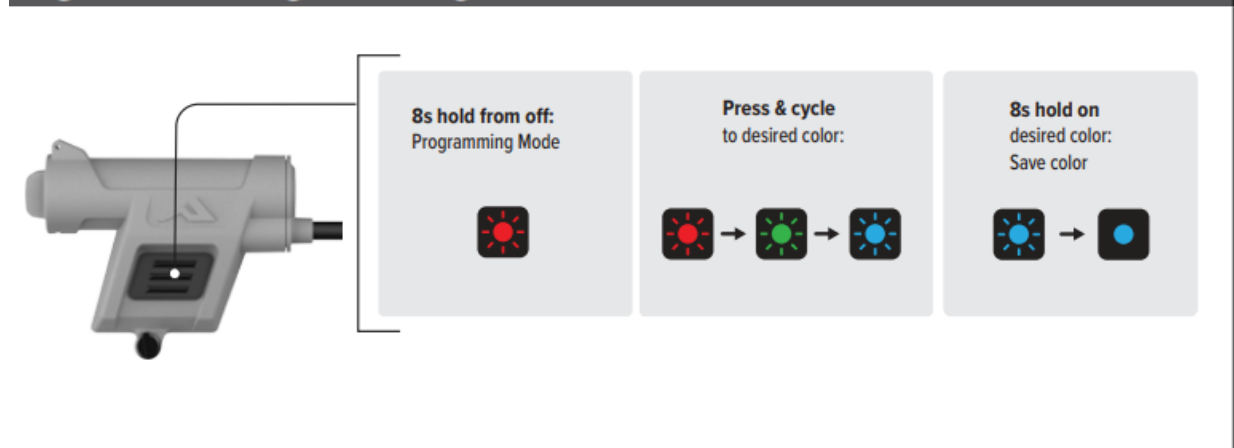 8s hold from off:
Programming Mode
Press & cycle
to desired color:
8s hold on
desired color:
Save color